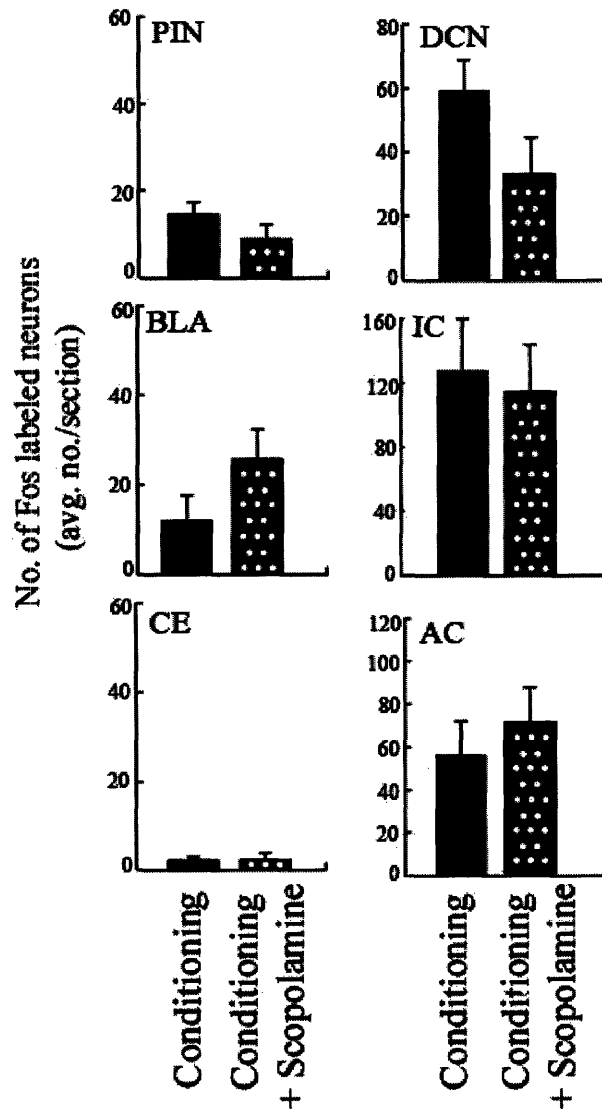 No. of Fos labeled neurons
(avg. no./section)
PIN
60
40
20
0
DCN
80
60
40
20
0
BLA
60
40
20
0
IC
160
120
80
40
0
CE
60
40
20
0
AC
120
100
80
60
40
20
0
Conditioning
Conditioning
+ Scopolamine
Conditioning
Conditioning
+ Scopolamine